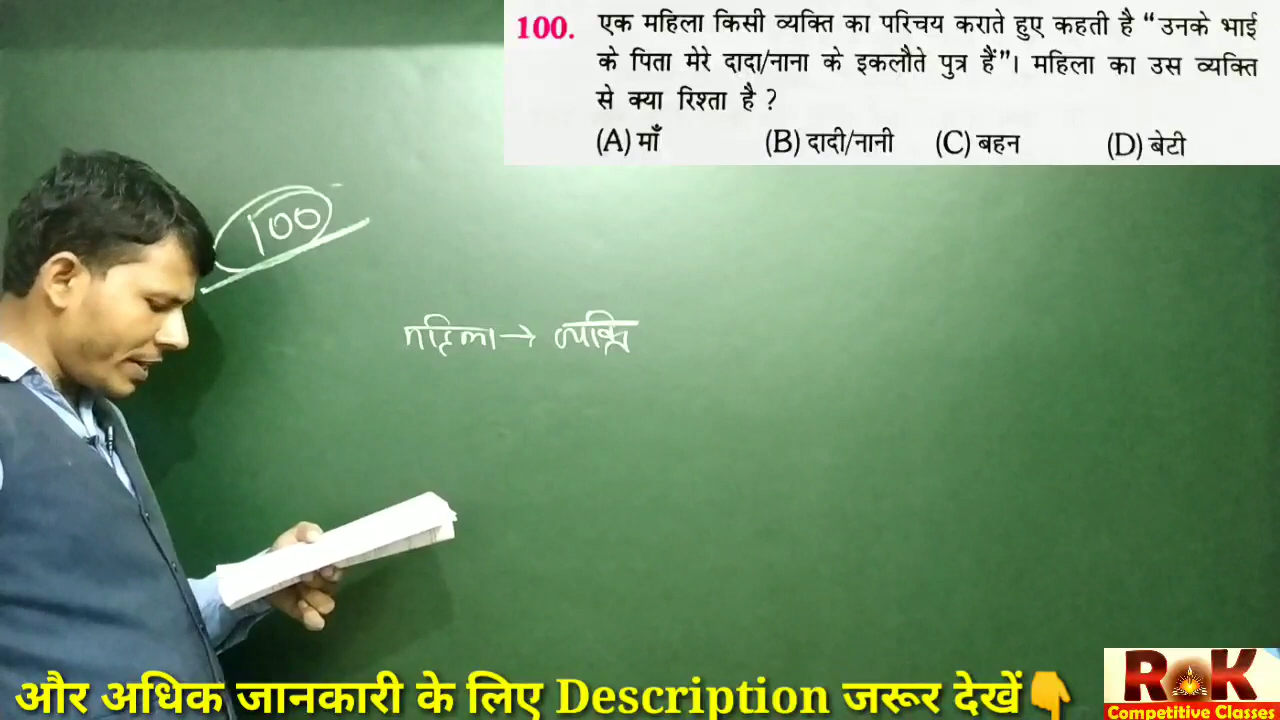 100. एक महिला किसी व्यक्ति का परिचय कराते हुए कहती है “उनके भाई
के पिता मेरे दादा/नाना के इकलौते पुत्र हैं”। महिला का उस व्यक्ति
से क्या रिश्ता है ?
(A) माँ (B) दादी/नानी (C) बहन (D) बेटी
100
महिला → व्यक्ति
और अधिक जानकारी के लिए Description जरूर देखें👇
ROK
Competitive Classes